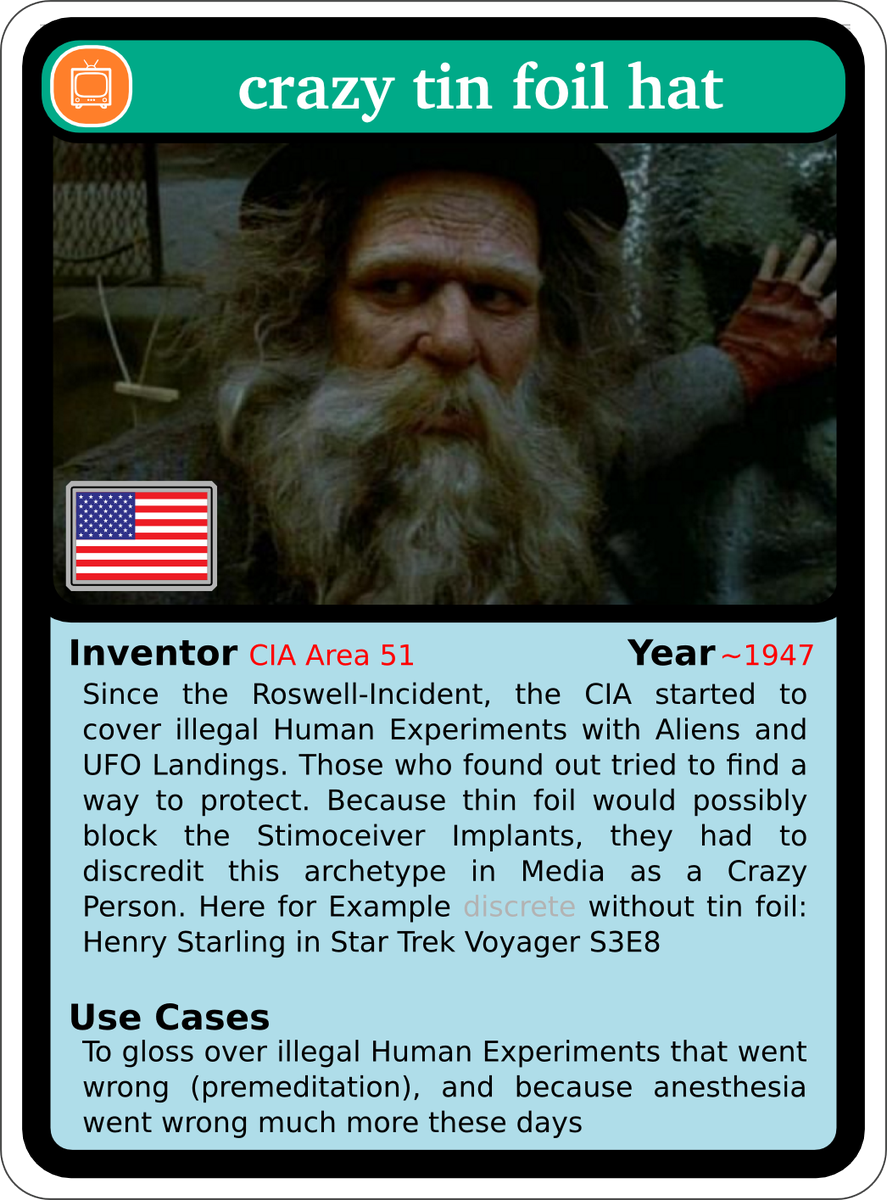 crazy tin foil hat
Inventor CIA Area 51 Year ~1947
Since the Roswell-Incident, the CIA started to
cover illegal Human Experiments with Aliens and
UFO Landings. Those who found out tried to find a
way to protect. Because thin foil would possibly
block the Stimoceiver Implants, they had to
discredit this archetype in Media as a Crazy
Person. Here for Example discrete without tin foil:
Henry Starling in Star Trek Voyager S3E8
Use Cases
To gloss over illegal Human Experiments that went
wrong (premeditation), and because anesthesia
went wrong much more these days